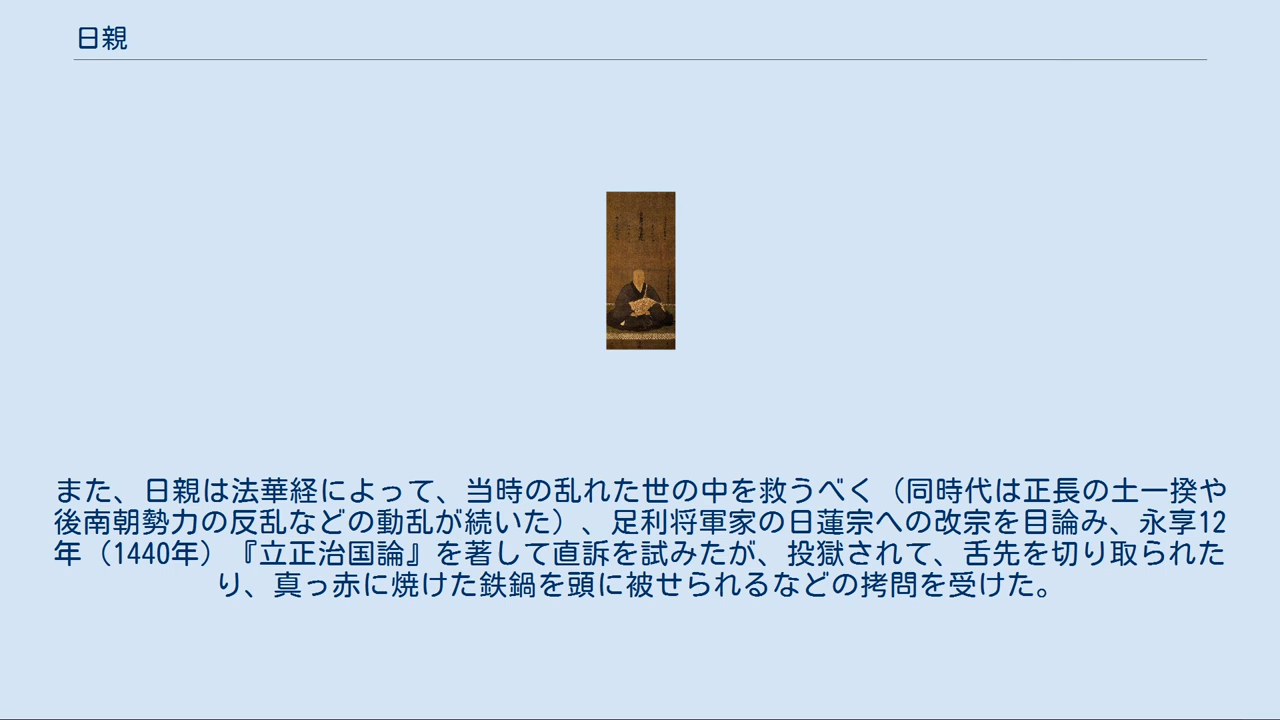 日親
また、日親は法華経によって、当時の乱れた世の中を救うべく（同時代は正長の土一揆や
後南朝勢力の反乱などの動乱が続いた）、足利将軍家の日蓮宗への改宗を目論み、永享12
年（1440年）『立正治国論』を著して直訴を試みたが、投獄されて、舌先を切り取られた
り、真っ赤に焼けた鉄鍋を頭に被せられるなどの拷問を受けた。